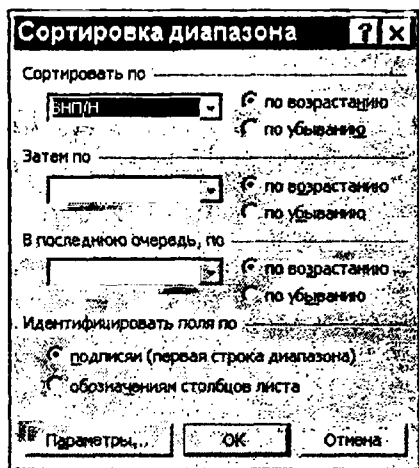 Сортировка диапазона ? ×
Сортировать по
ВНП/Н
по возрастанию
по убыванию
Затем по
по возрастанию
по убыванию
В последнюю очередь, по
по возрастанию
по убыванию
Идентифицировать поля по
подписям (первая строка диапазона)
обозначениям столбцов листа
Параметры...
ОК
Отмена